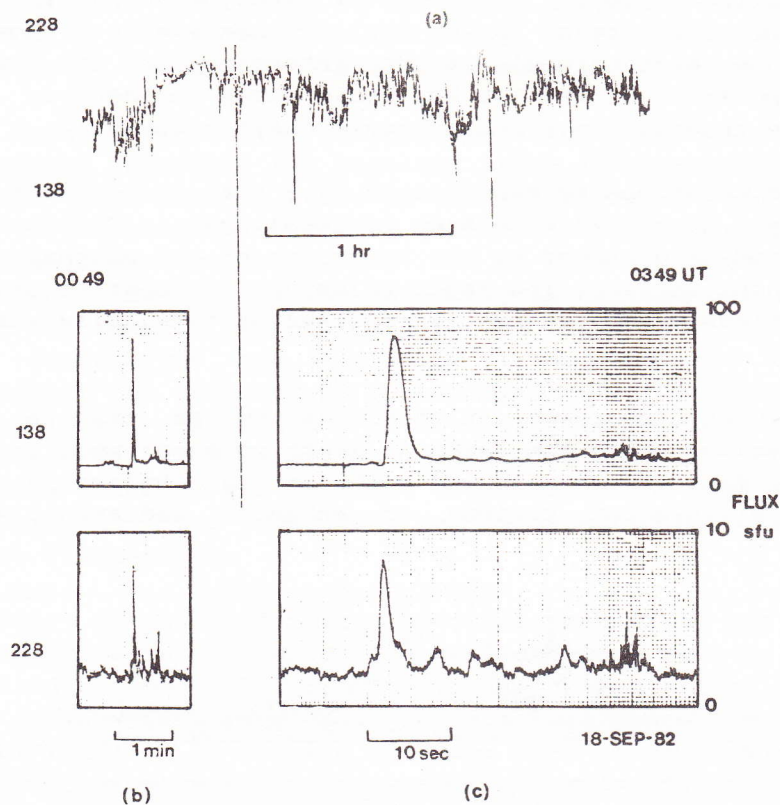 228
(a)
138
1 hr
00 49
0349 UT
100
138
0
FLUX
sfu
10
228
0
1 min
10 sec
18-SEP-82
(b)
(c)